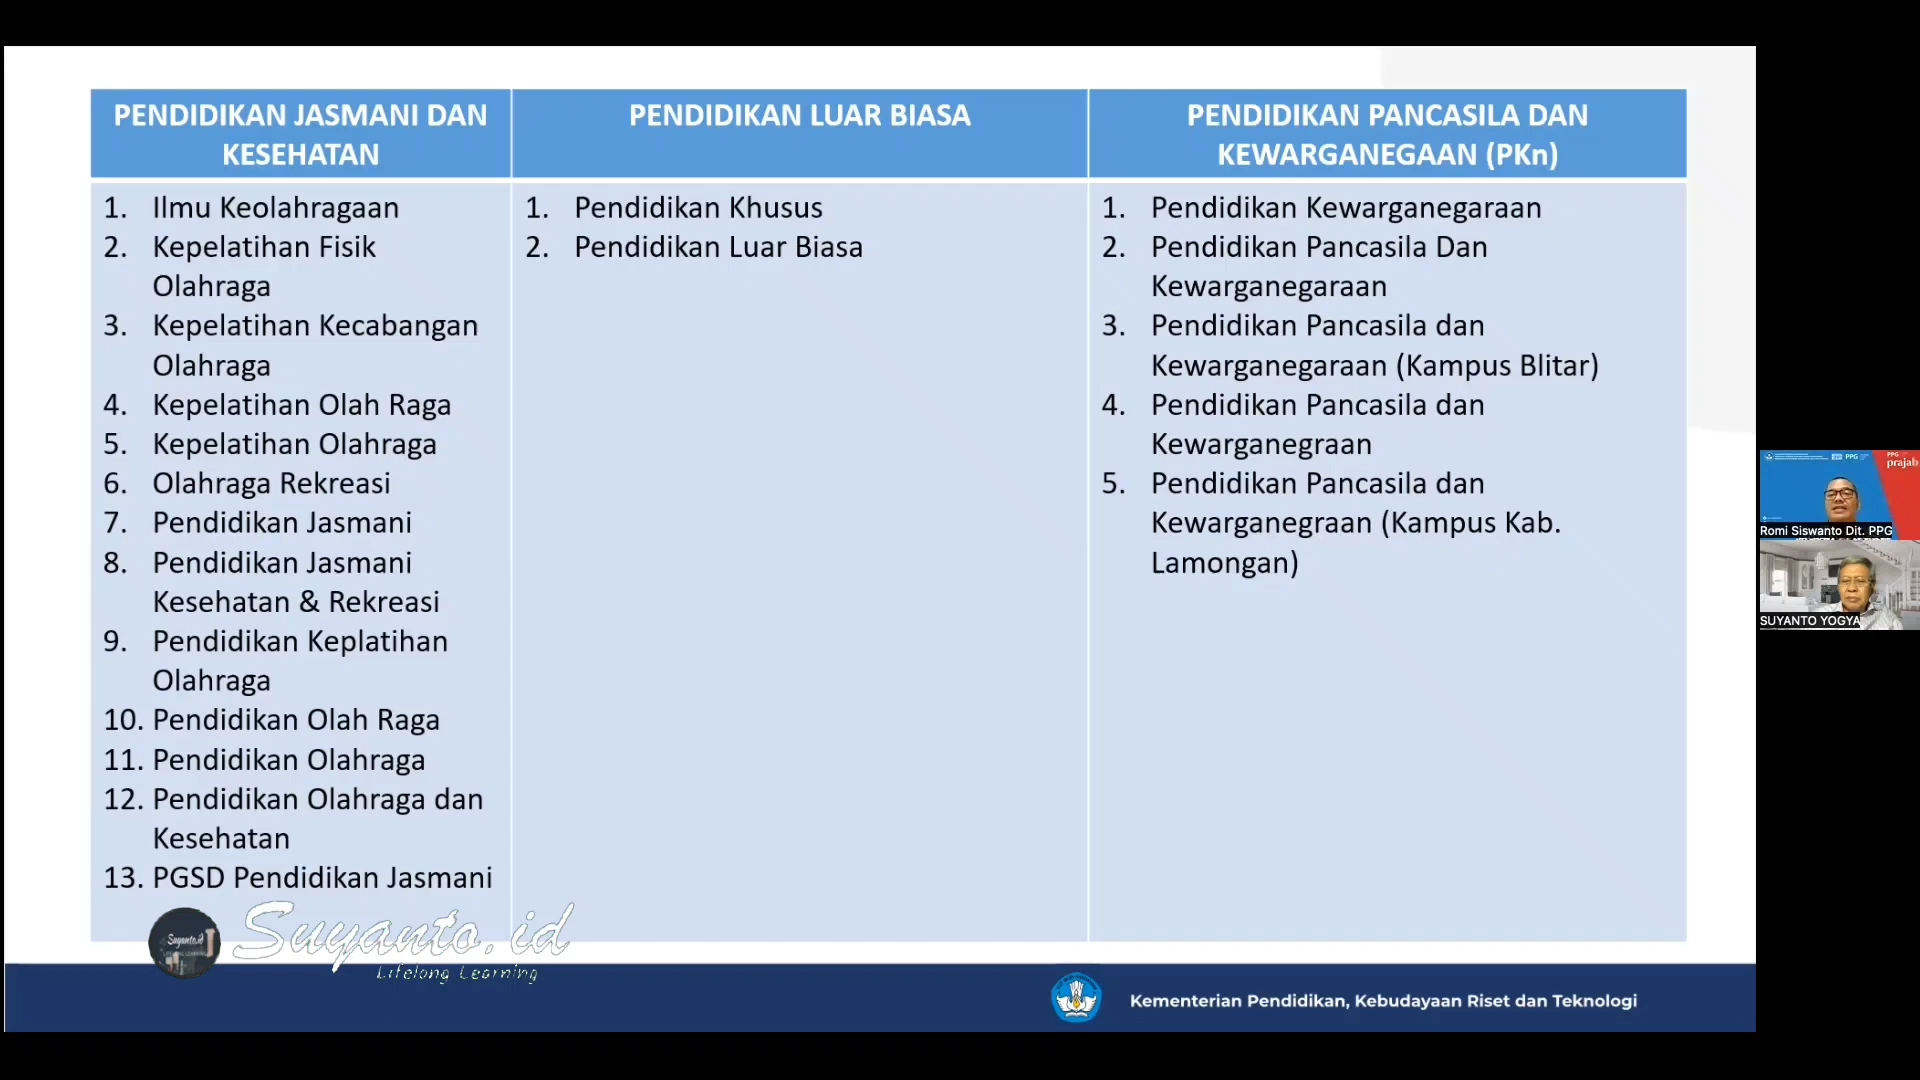 PENDIDIKAN JASMANI DAN
KESEHATAN
PENDIDIKAN LUAR BIASA
PENDIDIKAN PANCASILA DAN
KEWARGANEGAAN (PKn)
1. Ilmu Keolahragaan
2. Kepelatihan Fisik
Olahraga
3. Kepelatihan Kecabangan
Olahraga
4. Kepelatihan Olah Raga
5. Kepelatihan Olahraga
6. Olahraga Rekreasi
7. Pendidikan Jasmani
8. Pendidikan Jasmani
Kesehatan & Rekreasi
9. Pendidikan Keplatihan
Olahraga
10. Pendidikan Olah Raga
11. Pendidikan Olahraga
12. Pendidikan Olahraga dan
Kesehatan
13. PGSD Pendidikan Jasmani
1. Pendidikan Khusus
2. Pendidikan Luar Biasa
1. Pendidikan Kewarganegaraan
2. Pendidikan Pancasila Dan
Kewarganegaraan
3. Pendidikan Pancasila dan
Kewarganegaraan (Kampus Blitar)
4. Pendidikan Pancasila dan
Kewarganegraan
5. Pendidikan Pancasila dan
Kewarganegraan (Kampus Kab.
Lamongan)
PPG
PPG
prajab
Romi Siswanto Dit. PPG
SUYANTO YOGYA
Suyanto.id
Suyanto.id
Lifelong Learning
Kementerian Pendidikan, Kebudayaan Riset dan Teknologi